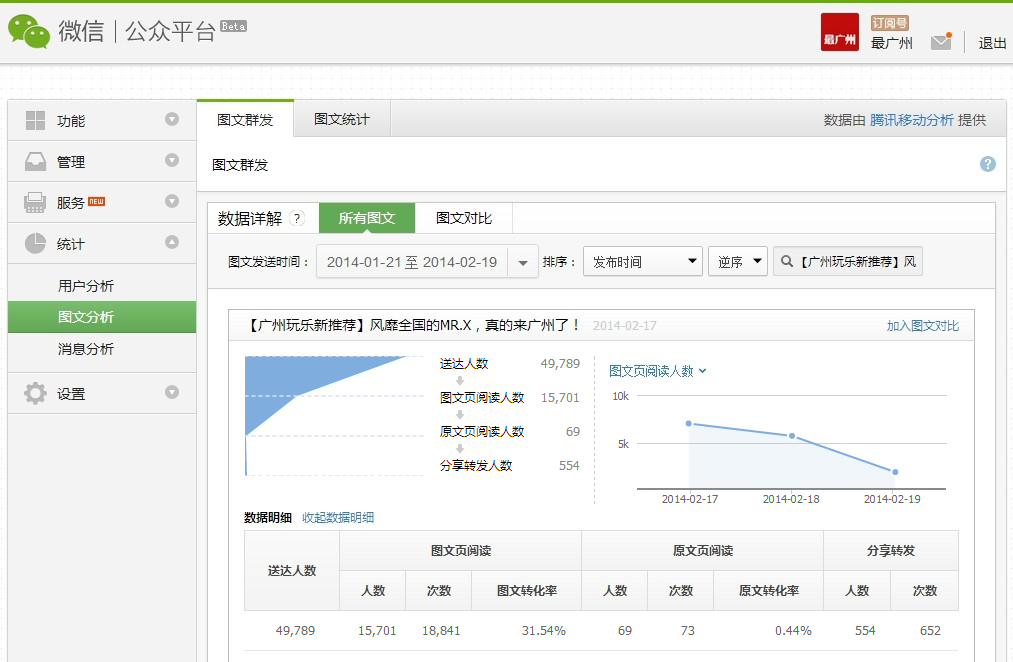 微信 | 公众平台 Beta
最广州 订阅号
最广州 退出
功能
管理
服务 NEW
统计
用户分析
图文分析
消息分析
设置
图文群发 图文统计 数据由 腾讯移动分析 提供
图文群发 ?
数据详解 ? 所有图文 图文对比
图文发送时间： 2014-01-21 至 2014-02-19 排序： 发布时间 逆序 【广州玩乐新推荐】风
【广州玩乐新推荐】风靡全国的MR.X，真的来广州了！ 2014-02-17 加入图文对比
送达人数 49,789
图文页阅读人数 15,701
原文页阅读人数 69
分享转发人数 554
图文页阅读人数
10k
5k
2014-02-17 2014-02-18 2014-02-19
数据明细 收起数据明细
送达人数 图文页阅读 原文页阅读 分享转发
人数 次数 图文转化率 人数 次数 原文转化率 人数 次数
49,789 15,701 18,841 31.54% 69 73 0.44% 554 652